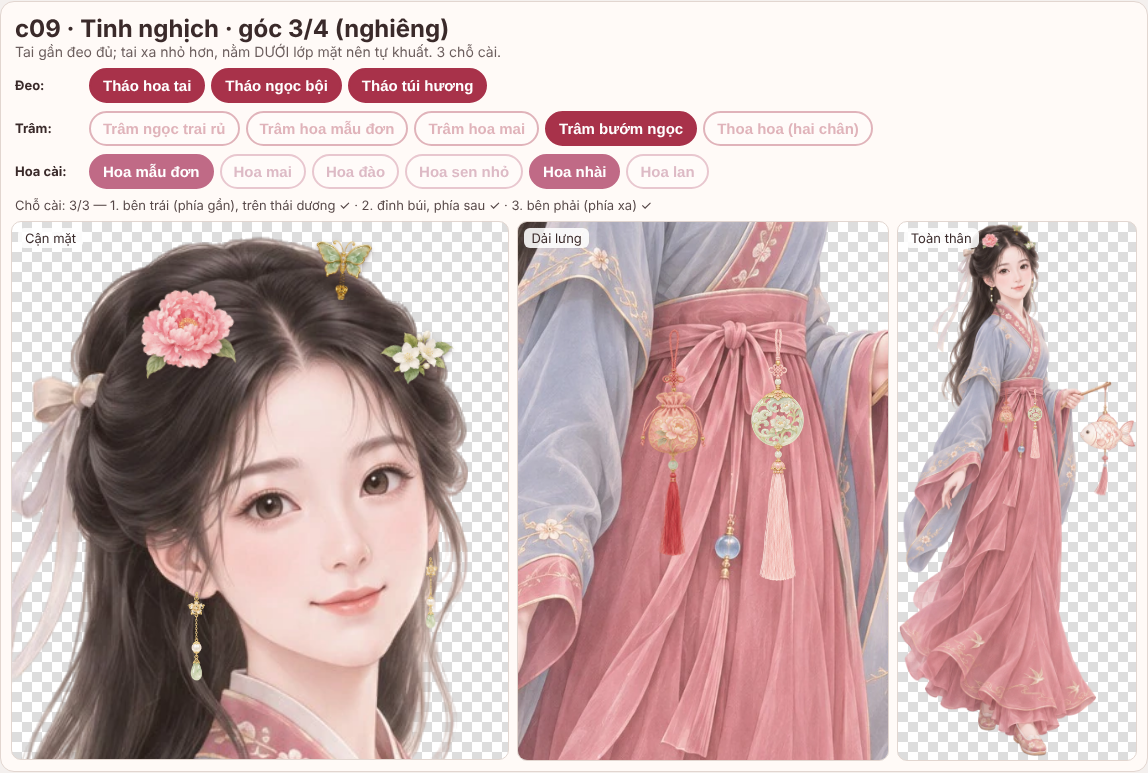 c09 · Tinh nghịch · góc 3/4 (nghiêng)
Tai gần đeo đủ; tai xa nhỏ hơn, nằm DƯỚI lớp mặt nên tự khuất. 3 chỗ cài.
Đeo: Tháo hoa tai Tháo ngọc bội Tháo túi hương
Trâm: Trâm ngọc trai rủ Trâm hoa mẫu đơn Trâm hoa mai Trâm bướm ngọc Thoa hoa (hai chân)
Hoa cài: Hoa mẫu đơn Hoa mai Hoa đào Hoa sen nhỏ Hoa nhài Hoa lan
Chỗ cài: 3/3 — 1. bên trái (phía gần), trên thái dương ✓ · 2. đỉnh búi, phía sau ✓ · 3. bên phải (phía xa) ✓
Cận mặt Dải lưng Toàn thân